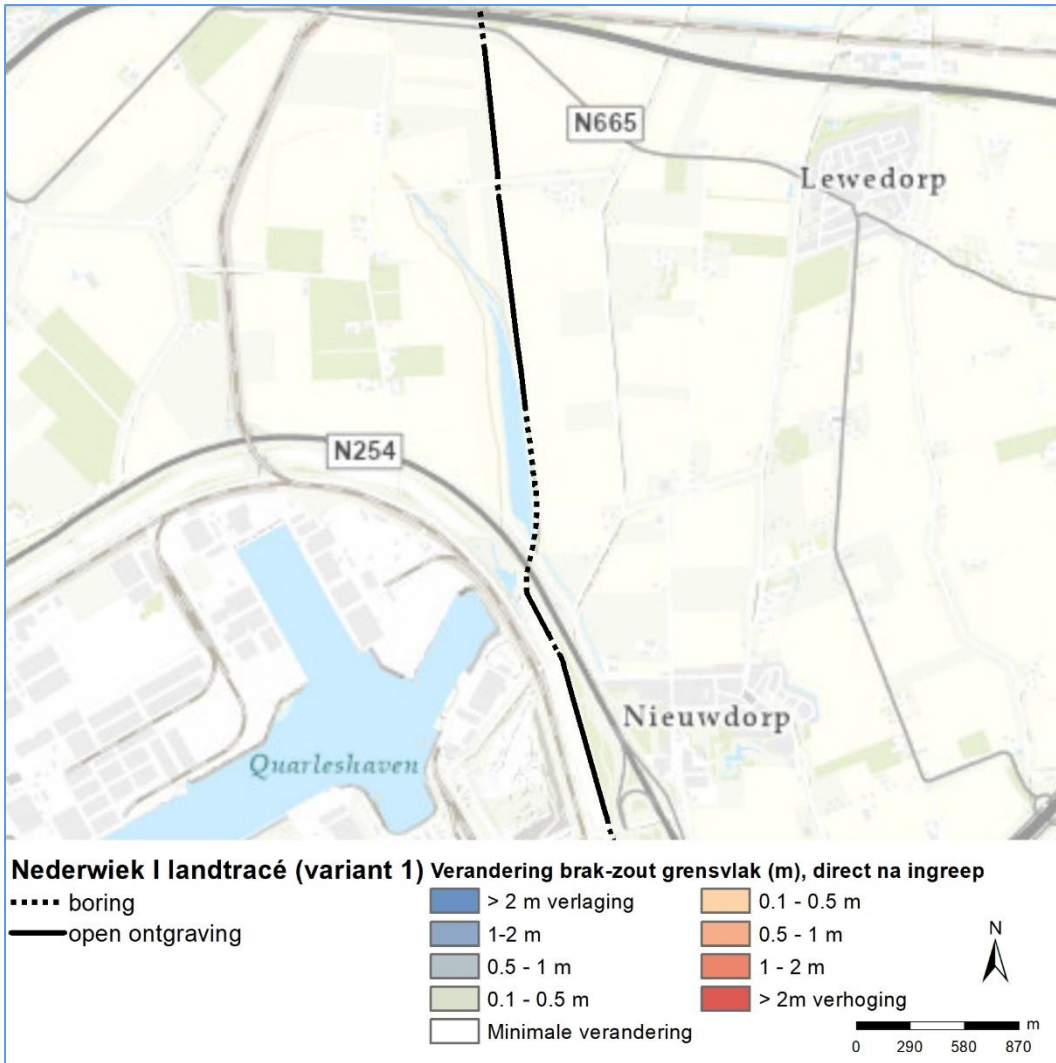 N665
Lewedorp
N254
Nieuwdorp
Quarleshaven
Nederwiek I landtracé (variant 1)
boring
open ontgraving
Verandering brak-zout grensvlak (m), direct na ingreep
> 2 m verlaging
1-2 m
0.5 - 1 m
0.1 - 0.5 m
Minimale verandering
0.1 - 0.5 m
0.5 - 1 m
1 - 2 m
> 2m verhoging
N
m
0 290 580 870